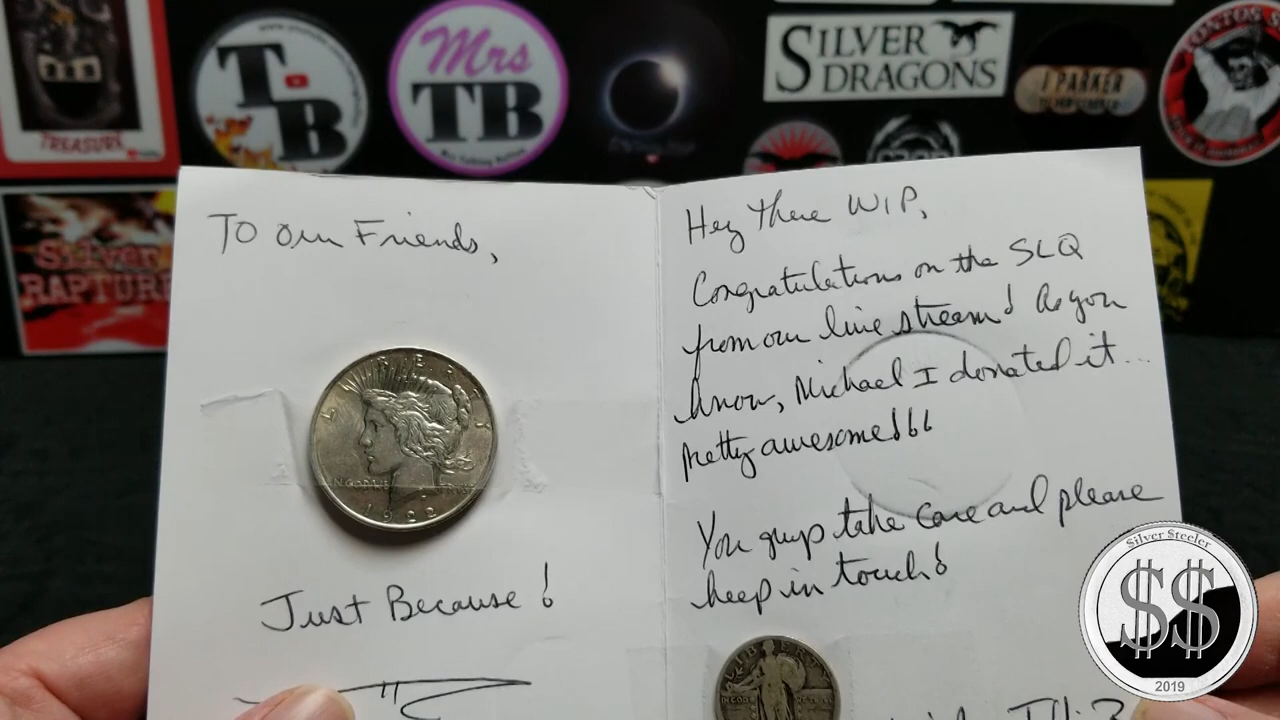 TREASURE
T B
Mrs
TB
SILVER
DRAGONS
I PARKER
Silver
RAPTURE
To our Friends,
LIBERTY
1922
Just Because!
Hey There WIP,
Congratulations on the SLQ
from our live stream! As you
know, Michael I donated it...
pretty awesome!!!
You guys take care and please
keep in touch!
LIBERTY
Silver Steeler
$$
2019